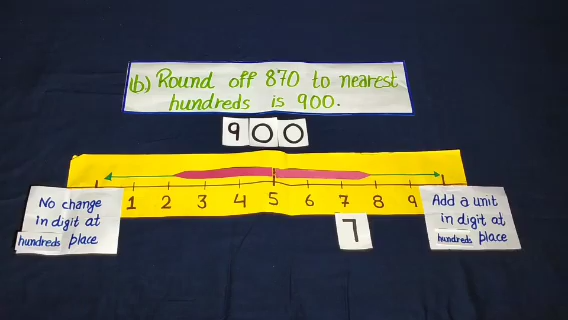 (b) Round off 870 to nearest
hundreds is 900.
900
1 2 3 4 5 6 7 8 9
No change
in digit at
hundreds place
Add a unit
in digit at
hundreds place
7